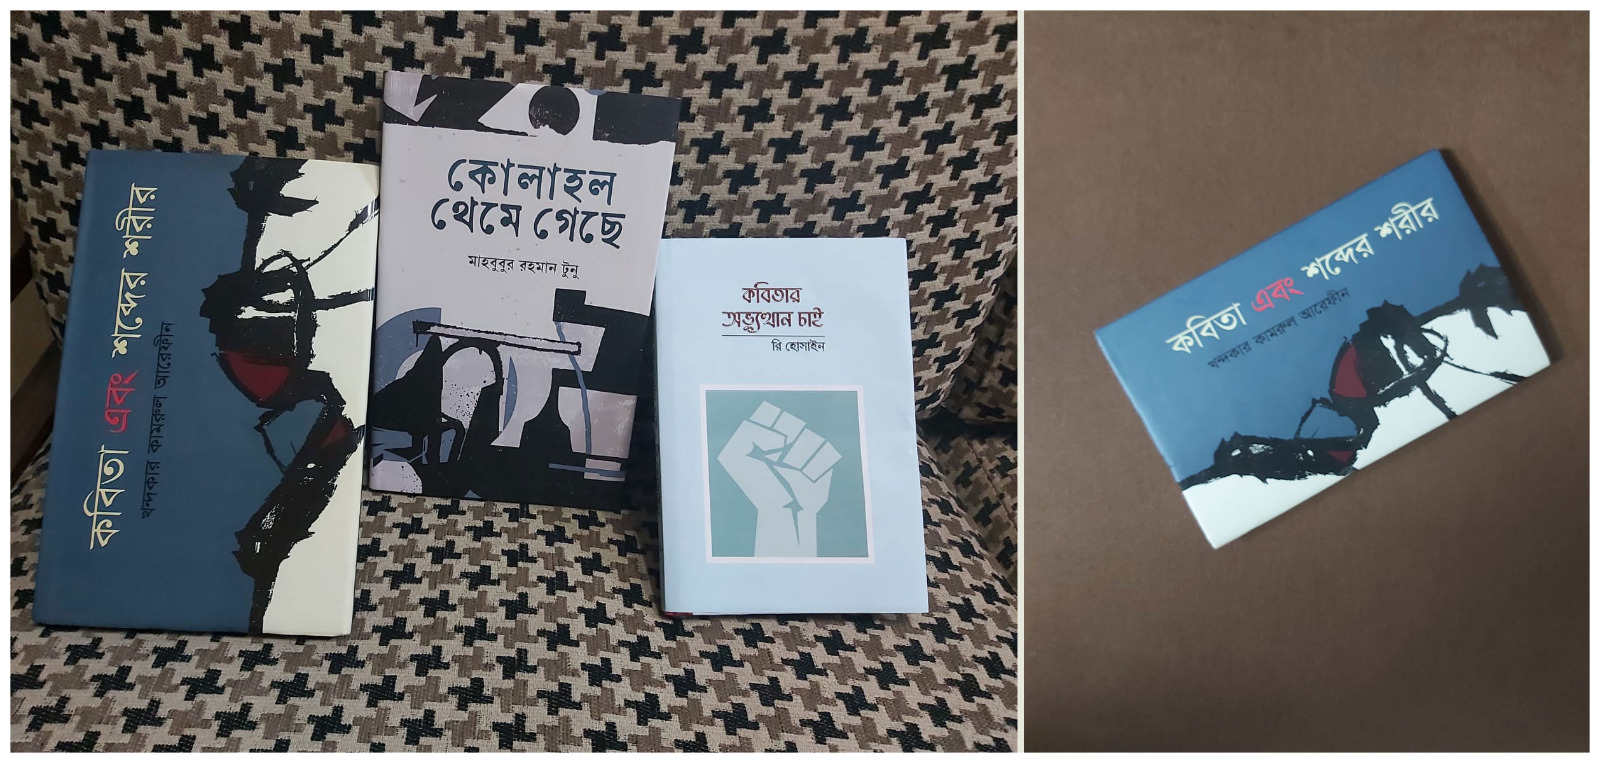 কবিতা এবং শব্দের শরীর
খন্দকার কামরুল আরেফীন
কোলাহল
থেমে গেছে
মাহবুবুর রহমান টুনু
কবিতার
অভ্যুত্থান চাই
রি হোসাইন
কবিতা এবং শব্দের শরীর
খন্দকার কামরুল আরেফীন